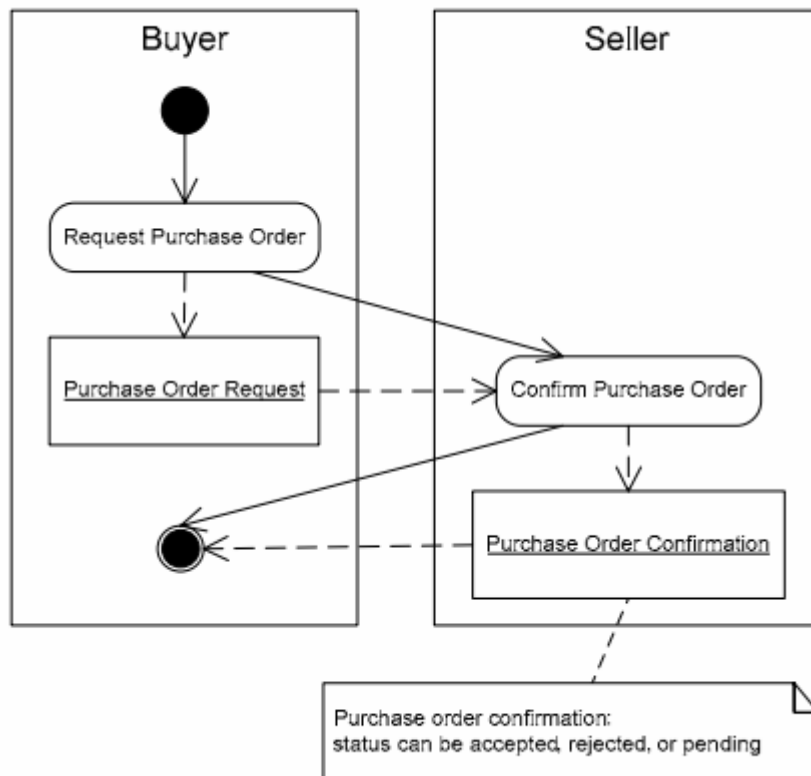 Buyer
Seller
Request Purchase Order
Purchase Order Request
Confirm Purchase Order
Purchase Order Confirmation
Purchase order confirmation:
status can be accepted, rejected, or pending